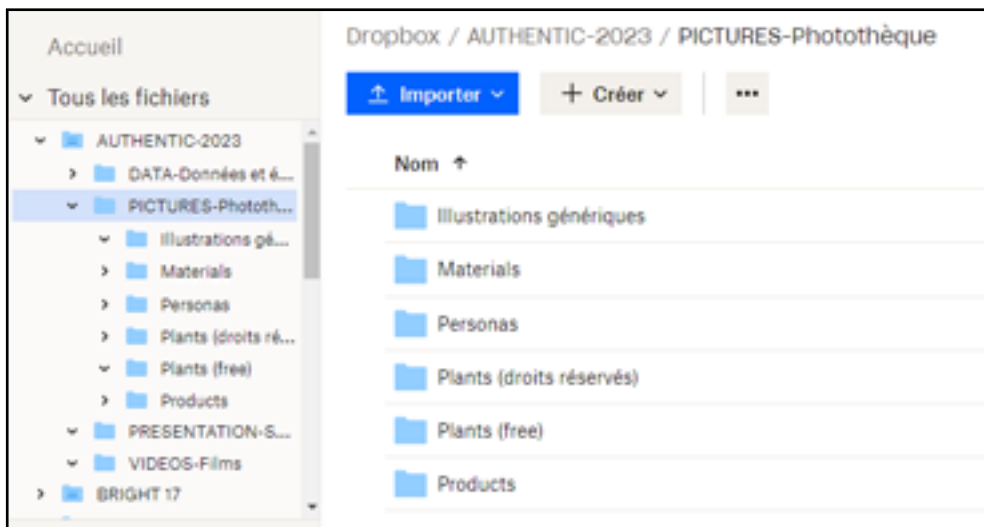 Accueil
Tous les fichiers
AUTHENTIC-2023
DATA-Données et é...
PICTURES-Phototh...
Illustrations gé...
Materials
Personas
Plants (droits ré...
Plants (free)
Products
PRESENTATION-S...
VIDEOS-Films
BRIGHT 17
Dropbox / AUTHENTIC-2023 / PICTURES-Photothèque
Importer
Créer
Nom
Illustrations génériques
Materials
Personas
Plants (droits réservés)
Plants (free)
Products